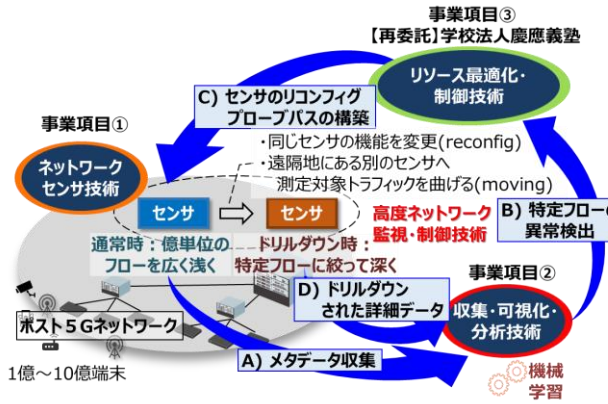 事業項目③
【再委託】学校法人慶應義塾
リソース最適化・
制御技術
C) センサのリコンフィグ
プローブパスの構築
事業項目①
ネットワーク
センサ技術
・同じセンサの機能を変更(reconfig)
・遠隔地にある別のセンサへ
測定対象トラフィックを曲げる(moving)
センサ
センサ
高度ネットワーク
監視・制御技術
B) 特定フローの
異常検出
通常時：億単位の
フローを広く浅く
ドリルダウン時：
特定フローに絞って深く
事業項目②
D) ドリルダウン
された詳細データ
収集・可視化・
分析技術
ポスト５Gネットワーク
A) メタデータ収集
1億～10億端末
機械
学習